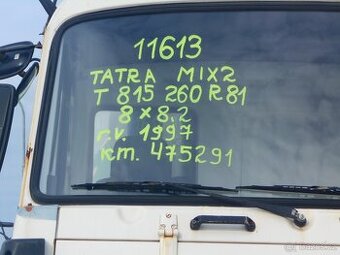 11613
TATRA MIX2
T 815 260 R81
8 x 8.2
r.v. 1997
km. 475291